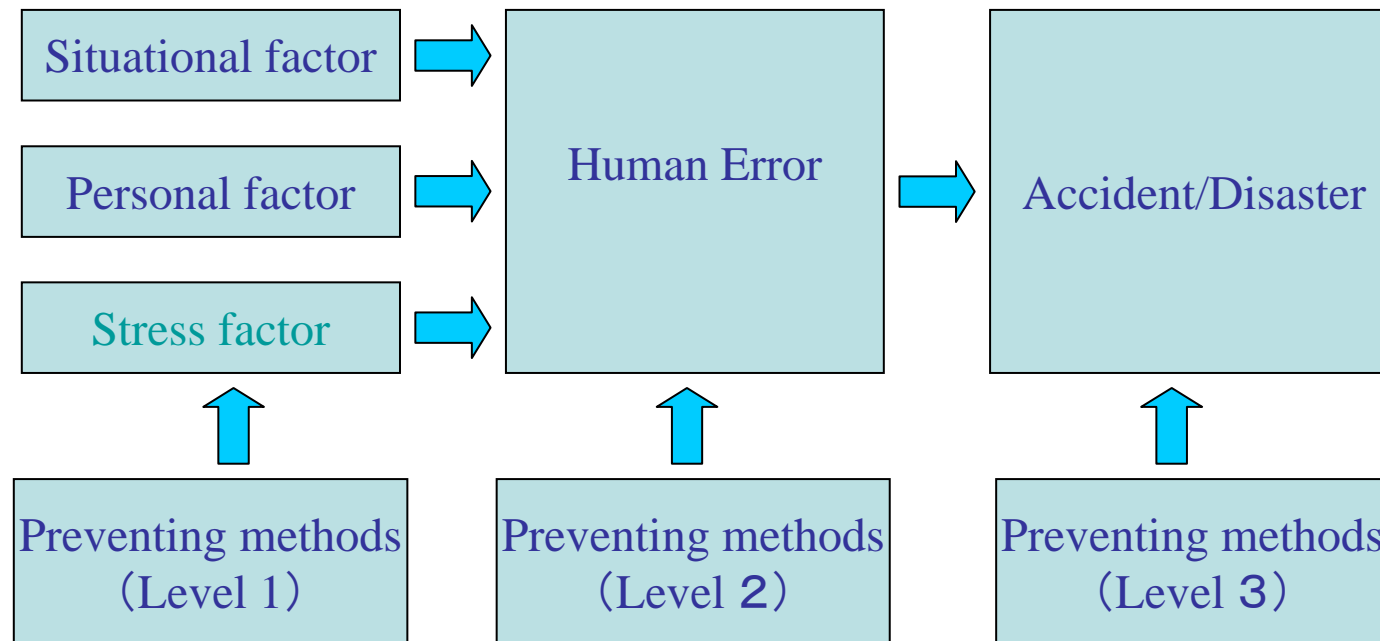 Situational factor
Personal factor
Stress factor
Human Error
Accident/Disaster
Preventing methods
（Level 1）
Preventing methods
（Level ２）
Preventing methods
（Level ３）